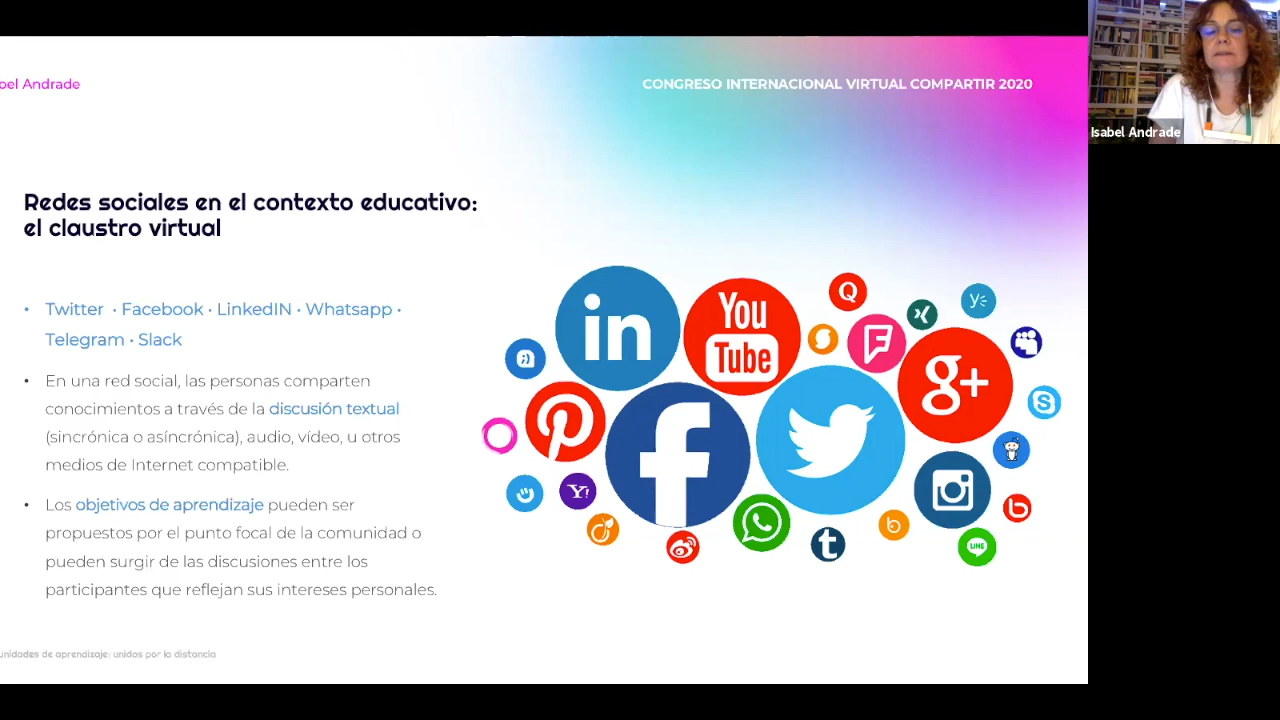 bel Andrade
CONGRESO INTERNACIONAL VIRTUAL COMPARTIR 2020
Isabel Andrade
Redes sociales en el contexto educativo:
el claustro virtual
• Twitter · Facebook · LinkedIN · Whatsapp ·
Telegram · Slack
• En una red social, las personas comparten
conocimientos a través de la discusión textual
(sincrónica o asíncrónica), audio, vídeo, u otros
medios de Internet compatible.
• Los objetivos de aprendizaje pueden ser
propuestos por el punto focal de la comunidad o
pueden surgir de las discusiones entre los
participantes que reflejan sus intereses personales.
in
You
Tube
Q
g+
Y!
LINE
unidades de aprendizaje: unidos por la distancia